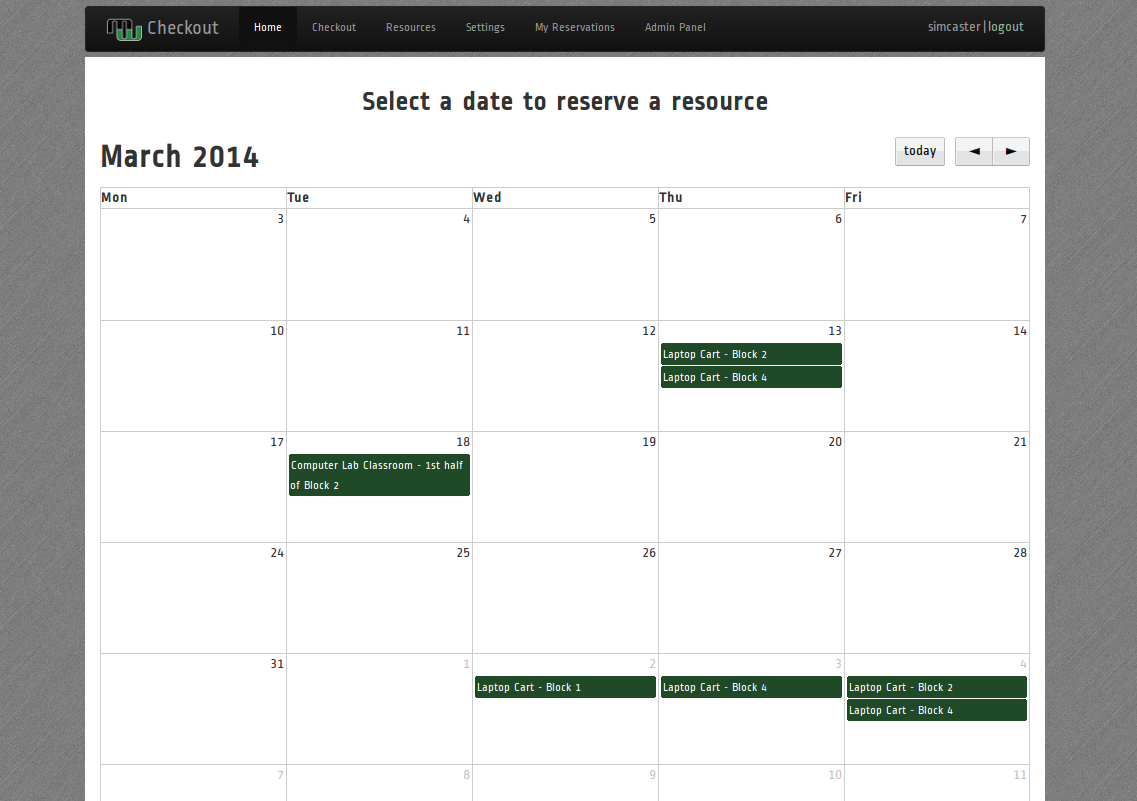 Checkout Home Checkout Resources Settings My Reservations Admin Panel simcaster|logout
Select a date to reserve a resource
March 2014 today ◄ ►
Mon Tue Wed Thu Fri
3 4 5 6 7
10 11 12 13 14
Laptop Cart - Block 2
Laptop Cart - Block 4
17 18 19 20 21
Computer Lab Classroom - 1st half
of Block 2
24 25 26 27 28
31 1 2 3 4
Laptop Cart - Block 1 Laptop Cart - Block 4 Laptop Cart - Block 2
Laptop Cart - Block 4
7 8 9 10 11